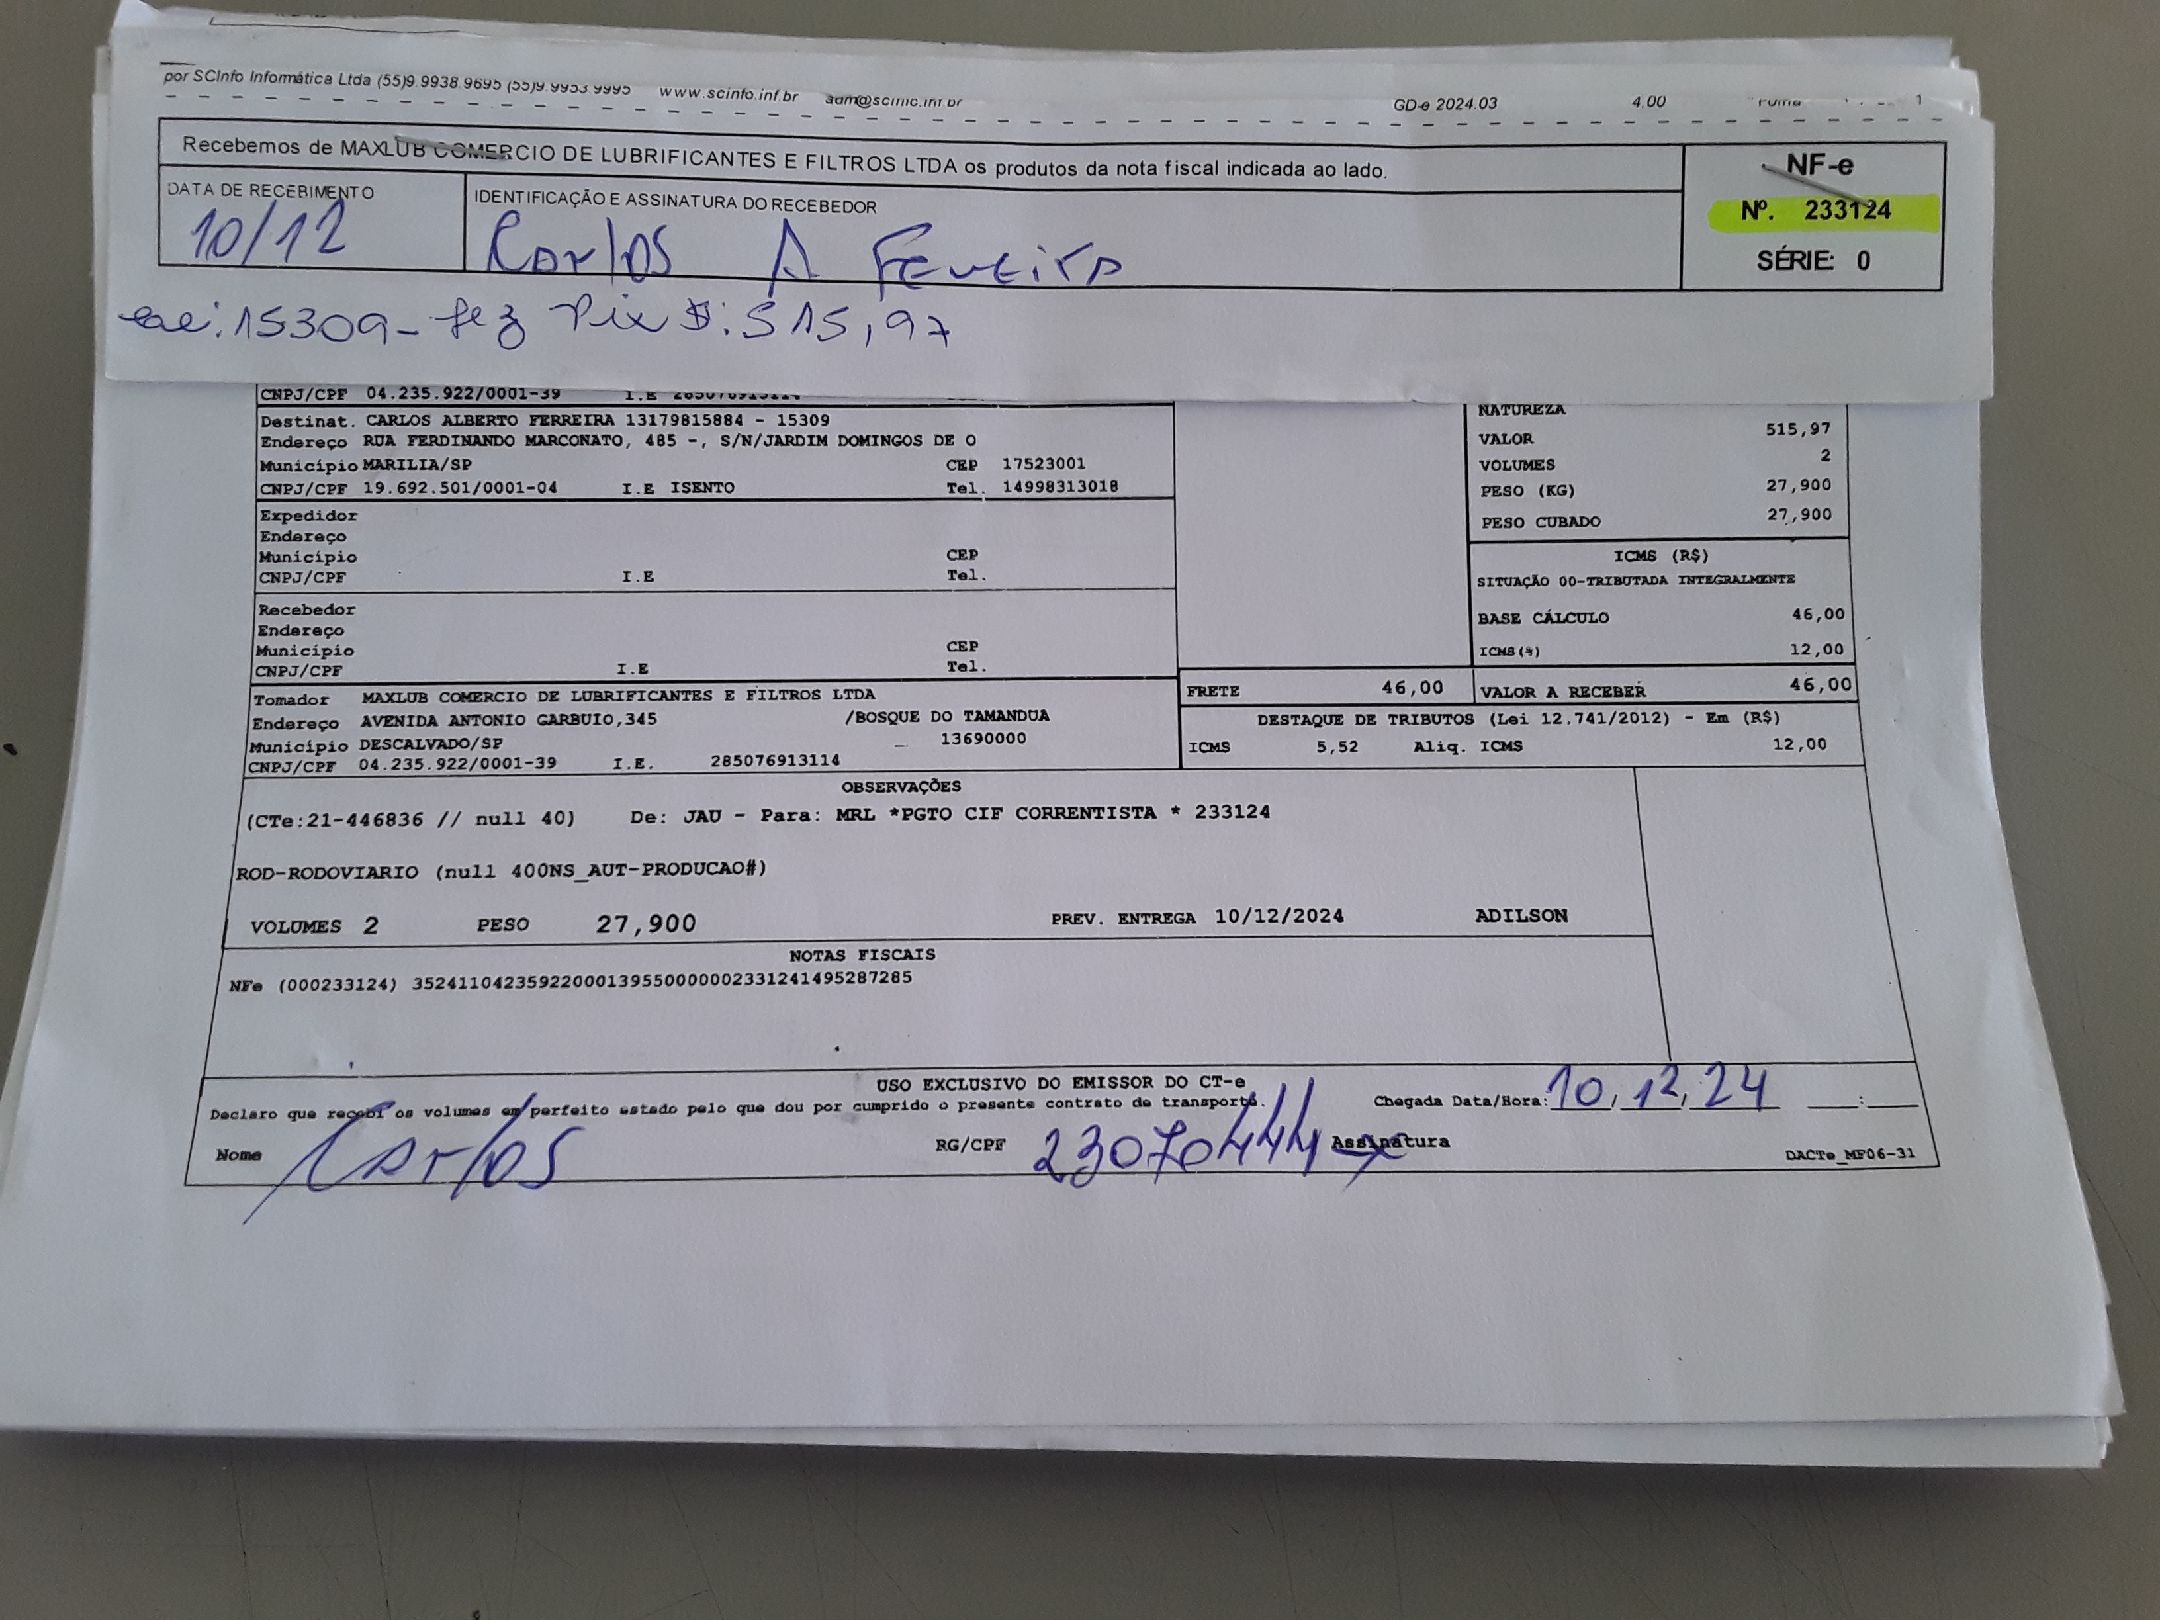 por SCInfo Informática Ltda (55)9.9938.9695 (55)9.9953.9995 www.scinfo.inf.br adm@scinfo.inf.br GD-e 2024.03 4.00
Recebemos de MAXLUB COMERCIO DE LUBRIFICANTES E FILTROS LTDA os produtos da nota fiscal indicada ao lado.
NF-e
DATA DE RECEBIMENTO IDENTIFICAÇÃO E ASSINATURA DO RECEBEDOR
Nº. 233124
10/12 Carlos A Ferreira
SÉRIE: 0
15309 - fez Pix $: 515,97
CNPJ/CPF 04.235.922/0001-39 I.E 285076913114
Destinat. CARLOS ALBERTO FERREIRA 13179815884 - 15309
Endereço RUA FERDINANDO MARCONATO, 485 -, S/N/JARDIM DOMINGOS DE O
Município MARILIA/SP CEP 17523001
CNPJ/CPF 19.692.501/0001-04 I.E ISENTO Tel. 14998313018
NATUREZA
VALOR 515,97
VOLUMES 2
PESO (KG) 27,900
PESO CUBADO 27,900
Expedidor
Endereço
Município CEP
CNPJ/CPF I.E Tel.
ICMS (R$)
SITUAÇÃO 00-TRIBUTADA INTEGRALMENTE
BASE CÁLCULO 46,00
ICMS(%) 12,00
Recebedor
Endereço
Município CEP
CNPJ/CPF I.E Tel.
FRETE 46,00 VALOR A RECEBER 46,00
Tomador MAXLUB COMERCIO DE LUBRIFICANTES E FILTROS LTDA
Endereço AVENIDA ANTONIO GARBUIO,345 /BOSQUE DO TAMANDUA
Município DESCALVADO/SP 13690000
CNPJ/CPF 04.235.922/0001-39 I.E. 285076913114
DESTAQUE DE TRIBUTOS (Lei 12.741/2012) - Em (R$)
ICMS 5,52 Aliq. ICMS 12,00
OBSERVAÇÕES
(CTe:21-446836 // null 40) De: JAU - Para: MRL *PGTO CIF CORRENTISTA * 233124
ROD-RODOVIARIO (null 400NS_AUT-PRODUCAO#)
VOLUMES 2 PESO 27,900 PREV. ENTREGA 10/12/2024 ADILSON
NOTAS FISCAIS
NFe (000233124) 35241104235922000139550000002331241495287285
USO EXCLUSIVO DO EMISSOR DO CT-e
Declaro que recebi os volumes em perfeito estado pelo que dou por cumprido o presente contrato de transporte. Chegada Data/Hora: 10, 12, 24 __:__
Nome Carlos RG/CPF Assinatura
DACTe_MF06-31